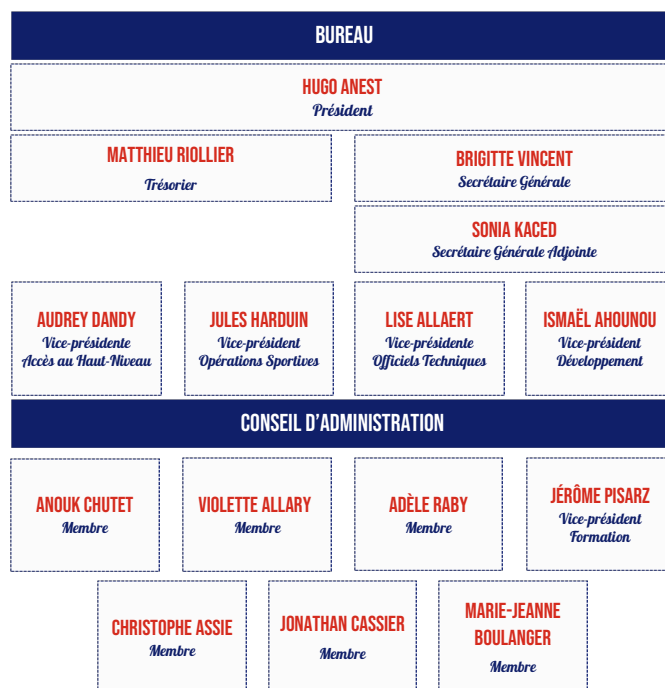 BUREAU
HUGO ANEST
Président
MATTHIEU RIOLLIER
Trésorier
BRIGITTE VINCENT
Secrétaire Générale
SONIA KACED
Secrétaire Générale Adjointe
AUDREY DANDY
Vice-présidente
Accès au Haut-Niveau
JULES HARDUIN
Vice-président
Opérations Sportives
LISE ALLAERT
Vice-présidente
Officiels Techniques
ISMAËL AHOUNOU
Vice-président
Développement
CONSEIL D'ADMINISTRATION
ANOUK CHUTET
Membre
VIOLETTE ALLARY
Membre
ADÈLE RABY
Membre
JÉRÔME PISARZ
Vice-président
Formation
CHRISTOPHE ASSIE
Membre
JONATHAN CASSIER
Membre
MARIE-JEANNE
BOULANGER
Membre